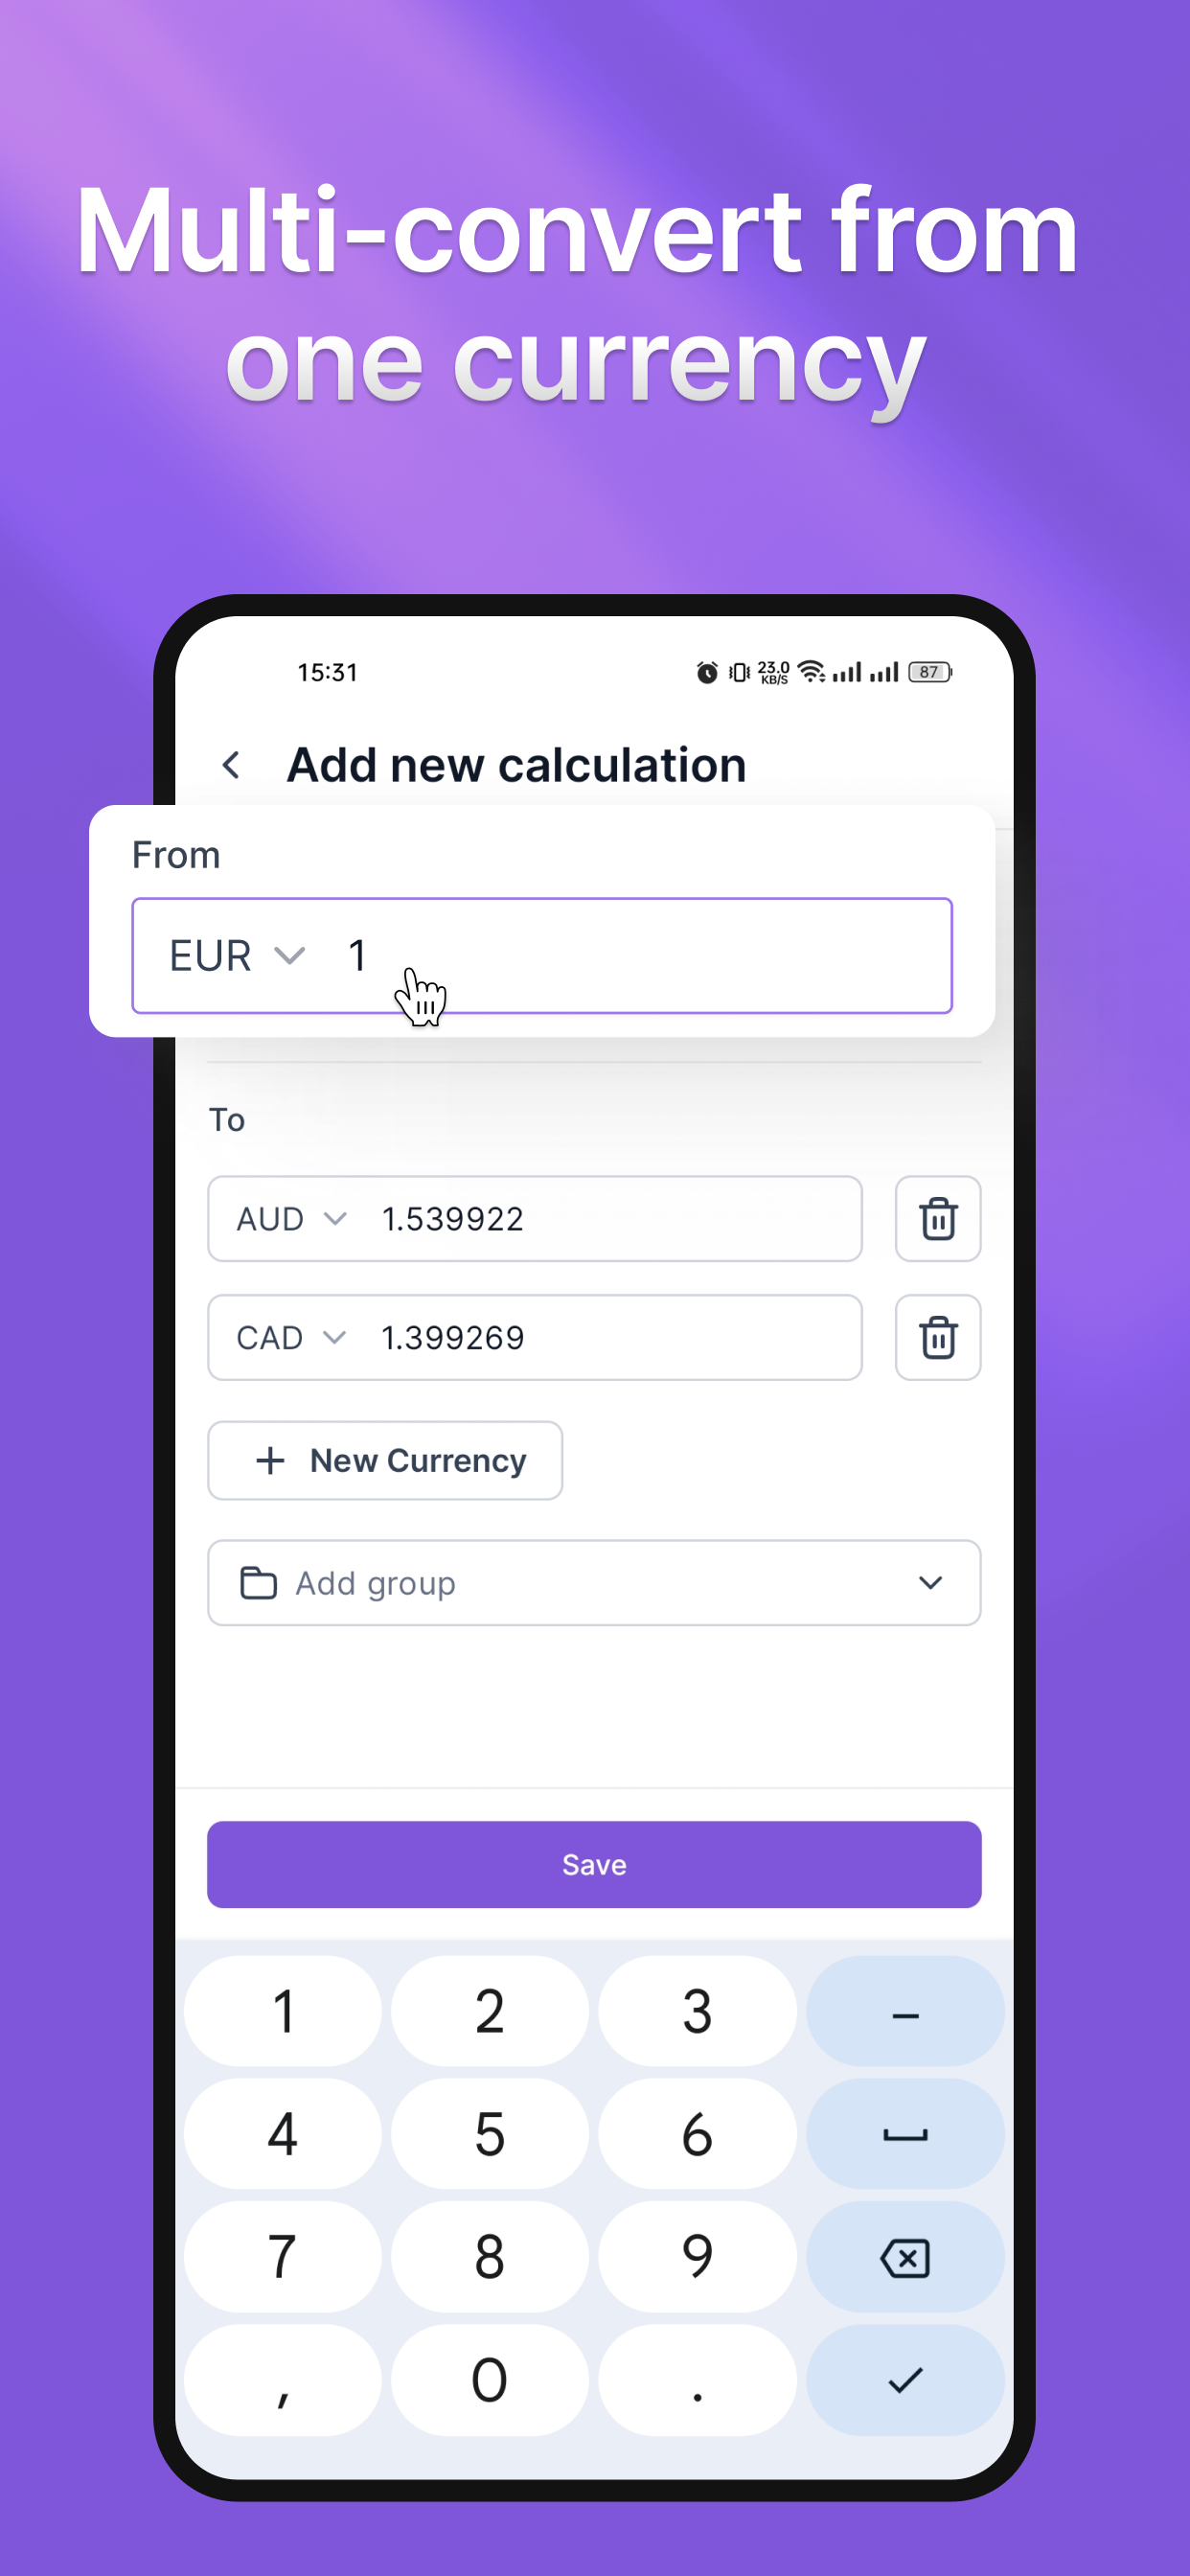 Multi-convert from
one currency
15:31
23.0
KB/S
87
Add new calculation
From
EUR 1
To
AUD 1.539922
CAD 1.399269
+ New Currency
Add group
Save
1 2 3 –
4 5 6
7 8 9
, 0 .